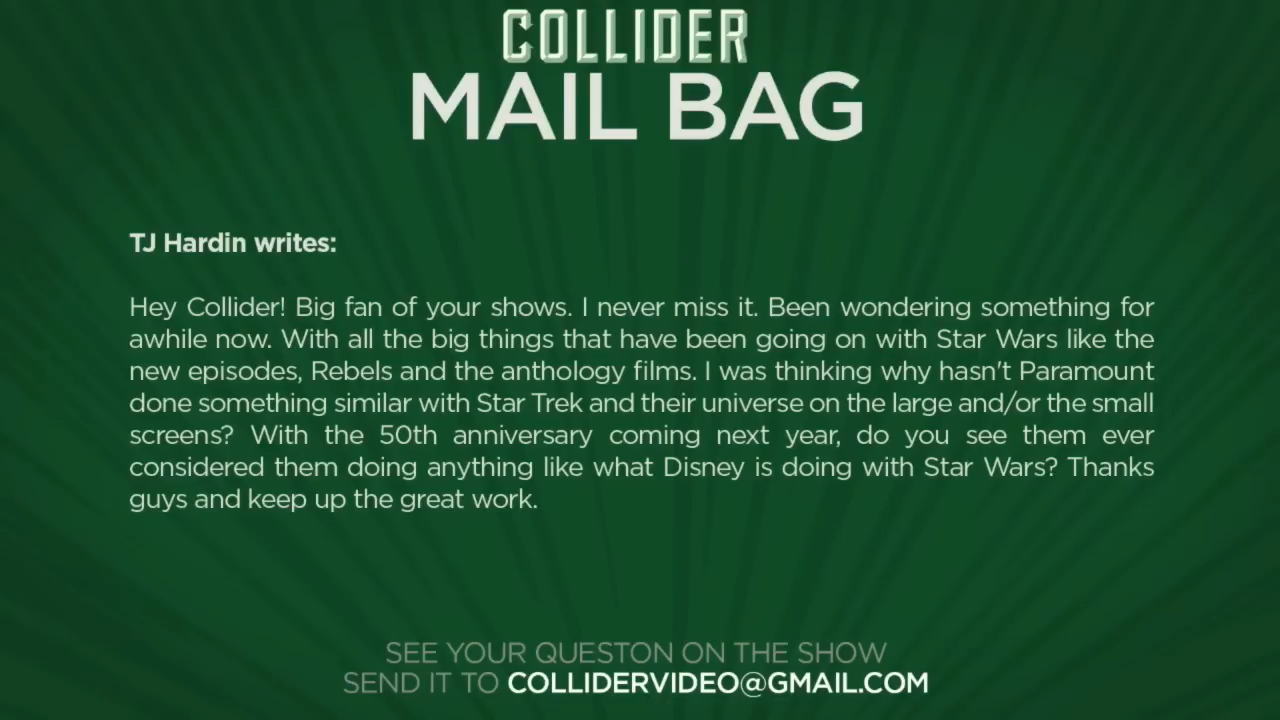 COLLIDER
MAIL BAG
TJ Hardin writes:
Hey Collider! Big fan of your shows. I never miss it. Been wondering something for
awhile now. With all the big things that have been going on with Star Wars like the
new episodes, Rebels and the anthology films. I was thinking why hasn't Paramount
done something similar with Star Trek and their universe on the large and/or the small
screens? With the 50th anniversary coming next year, do you see them ever
considered them doing anything like what Disney is doing with Star Wars? Thanks
guys and keep up the great work.
SEE YOUR QUESTON ON THE SHOW
SEND IT TO COLLIDERVIDEO@GMAIL.COM